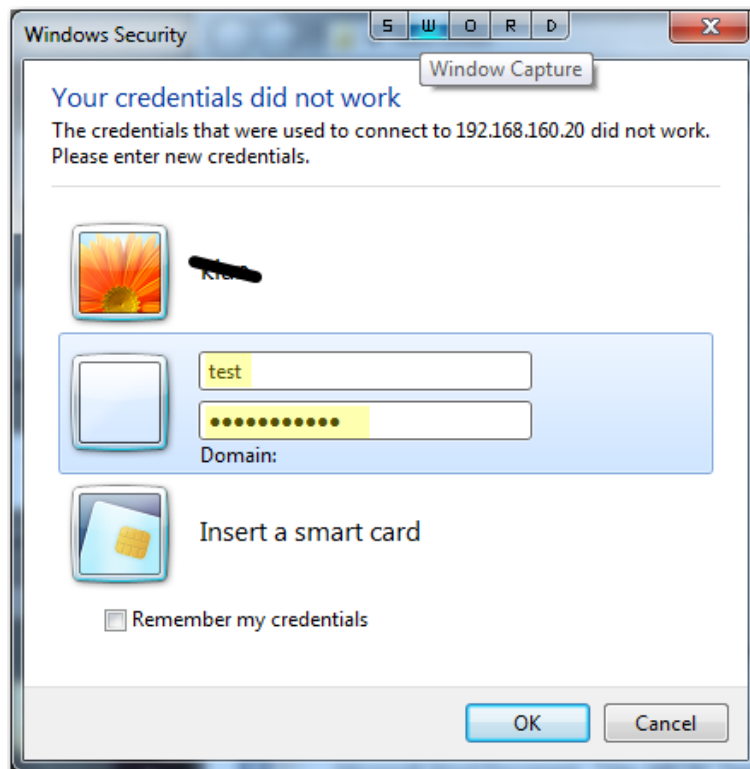 Windows Security
S W O R D
X
Window Capture
Your credentials did not work
The credentials that were used to connect to 192.168.160.20 did not work.
Please enter new credentials.
test
●●●●●●●●●●●
Domain:
Insert a smart card
Remember my credentials
OK
Cancel